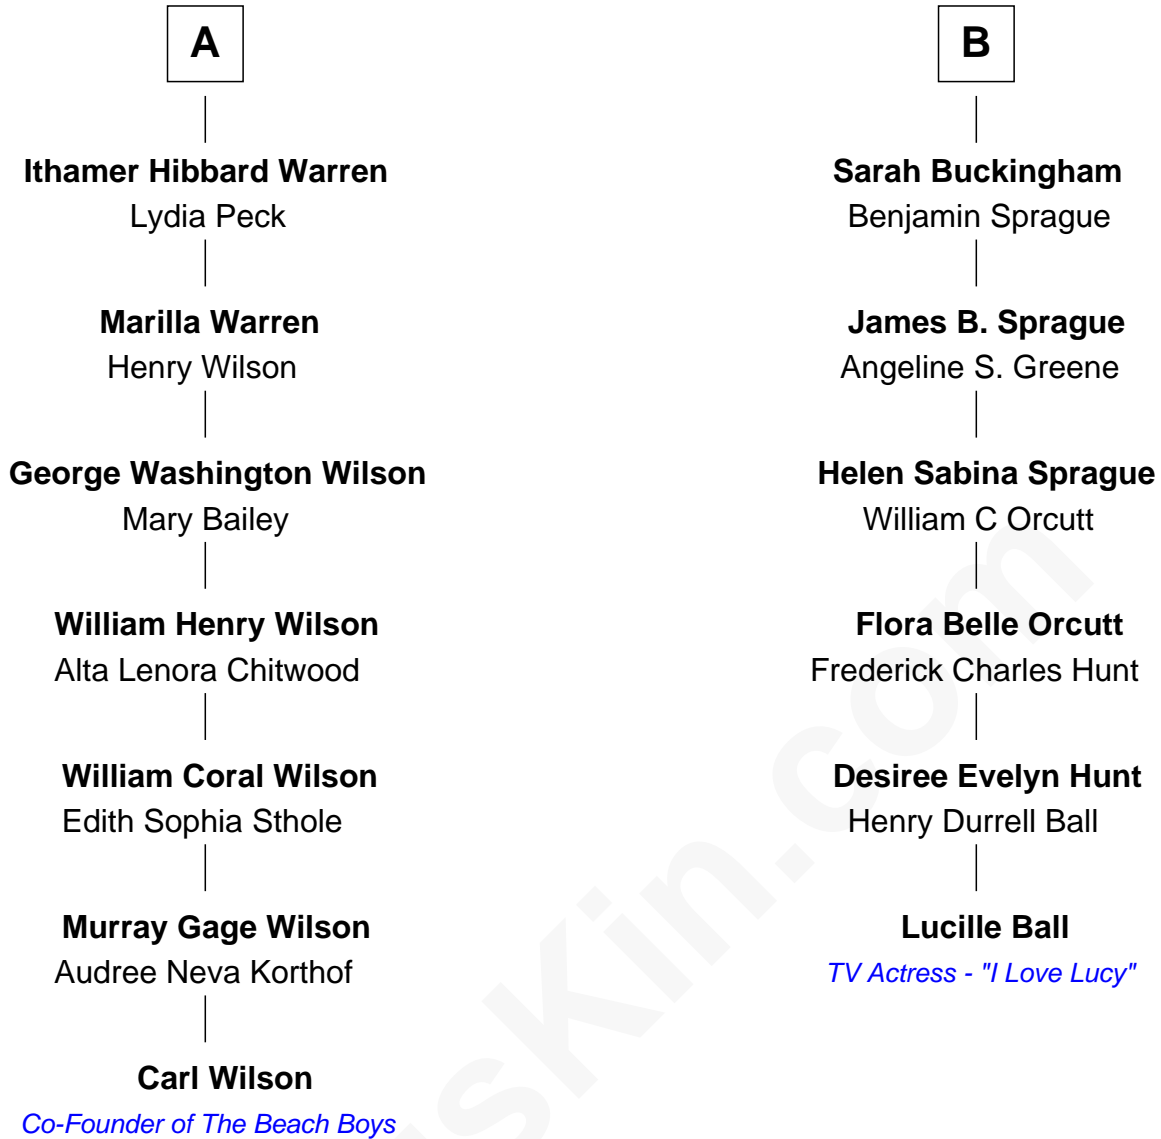 A
Ithamer Hibbard Warren
Lydia Peck
Marilla Warren
Henry Wilson
George Washington Wilson
Mary Bailey
William Henry Wilson
Alta Lenora Chitwood
William Coral Wilson
Edith Sophia Sthole
Murray Gage Wilson
Audree Neva Korthof
Carl Wilson
Co-Founder of The Beach Boys
B
Sarah Buckingham
Benjamin Sprague
James B. Sprague
Angeline S. Greene
Helen Sabina Sprague
William C Orcutt
Flora Belle Orcutt
Frederick Charles Hunt
Desiree Evelyn Hunt
Henry Durrell Ball
Lucille Ball
TV Actress - "I Love Lucy"
sKin.com